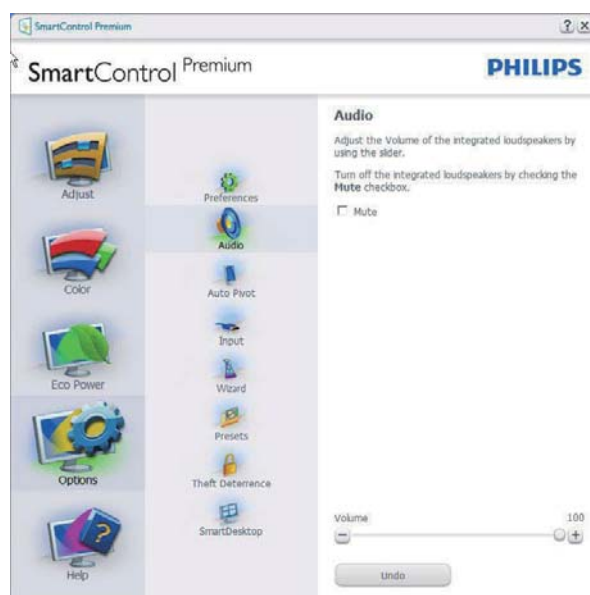 SmartControl Premium
SmartControl Premium
PHILIPS
Adjust
Color
Eco Power
Options
Help
Preferences
Audio
Auto Pivot
Input
Wizard
Presets
Theft Deterrence
SmartDesktop
Audio
Adjust the Volume of the integrated loudspeakers by
using the slider.
Turn off the integrated loudspeakers by checking the
Mute checkbox.
Mute
Volume 100
Undo